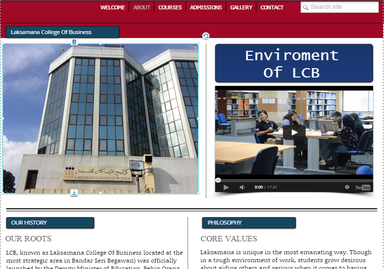 WELCOME ABOUT COURSES ADMISSIONS GALLERY CONTACT
Search site
Laksamana College Of Business
Enviroment
Of LCB
0:00 / 17:41
YouTube
OUR HISTORY
OUR ROOTS
LCB, known as Laksamana College Of Business located at the
most strategic area in Bandar Seri Begawan) was officially
launched by the Deputy Minister of Education, Pehin Orang
PHILOSOPHY
CORE VALUES
Laksamana is unique in the most emanating way. Though
in a tough environment of work, students grow desirous
about aiding others and serious when it comes to having